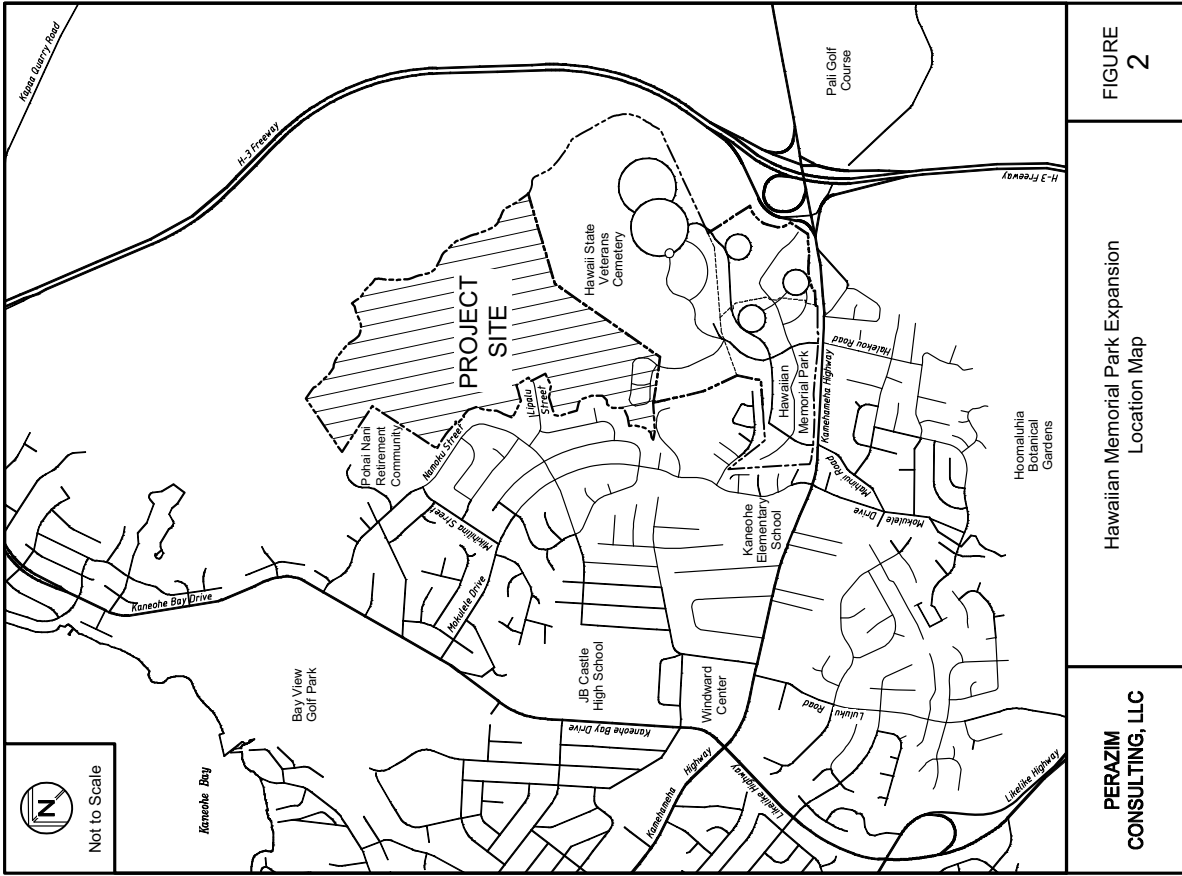 N
Not to Scale
Kaneohe Bay
Bay View
Golf Park
Kaneohe Bay Drive
Kapaa Quarry Road
H-3 Freeway
PROJECT
SITE
Pohai Nani
Retirement
Community
Namoku Street
Lipalu
Street
Mikihilina Street
Mokulele Drive
JB Castle
High School
Kaneohe Bay Drive
Windward
Center
Kamehameha Highway
Likelike Highway
Likelike Highway
Luluku Road
Kaneohe
Elementary
School
Mahinui Road
Mokulele Drive
Hawaiian
Memorial Park
Kamehameha Highway
Halekou Road
Hawaii State
Veterans
Cemetery
Pali Golf
Course
H-3 Freeway
Hoomaluhia
Botanical
Gardens
PERAZIM
CONSULTING, LLC
Hawaiian Memorial Park Expansion
Location Map
FIGURE
2